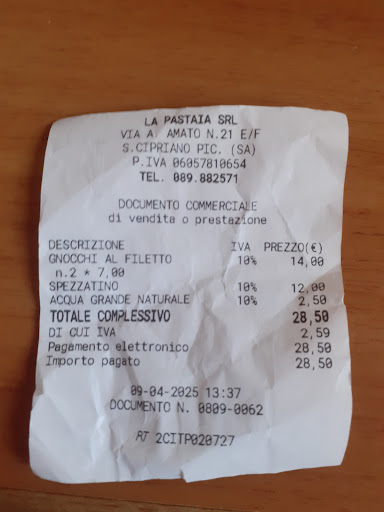 LA PASTAIA SRL
VIA A. AMATO N.21 E/F
S.CIPRIANO PIC. (SA)
P.IVA 06057810654
TEL. 089.882571
DOCUMENTO COMMERCIALE
di vendita o prestazione
DESCRIZIONE IVA PREZZO(€)
GNOCCHI AL FILETTO 10% 14,00
n.2 * 7,00
SPEZZATINO 10% 12,00
ACQUA GRANDE NATURALE 10% 2,50
TOTALE COMPLESSIVO 28,50
DI CUI IVA 2,59
Pagamento elettronico 28,50
Importo pagato 28,50
09-04-2025 13:37
DOCUMENTO N. 0809-0062
RT 2CITP020727